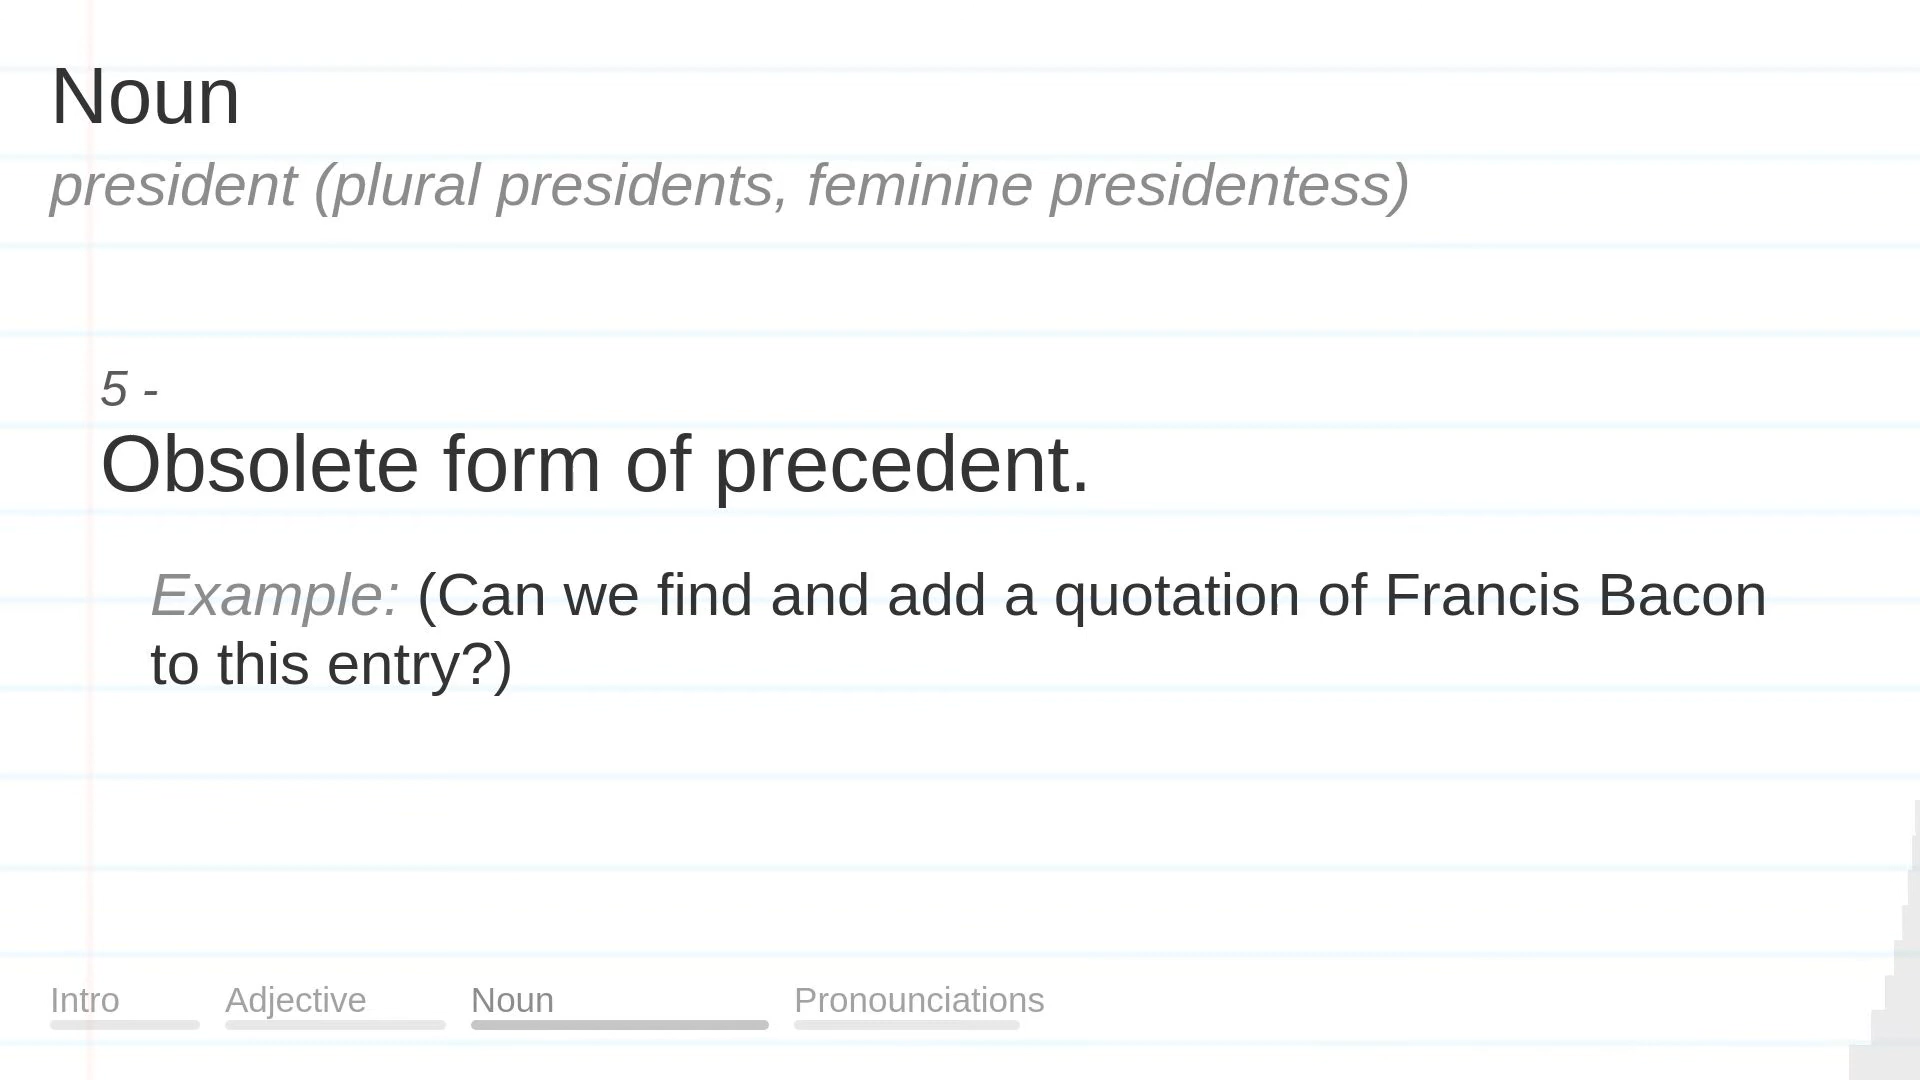 Noun
president (plural presidents, feminine presidentess)
5 -
Obsolete form of precedent.
Example: (Can we find and add a quotation of Francis Bacon
to this entry?)
Intro Adjective Noun Pronounciations